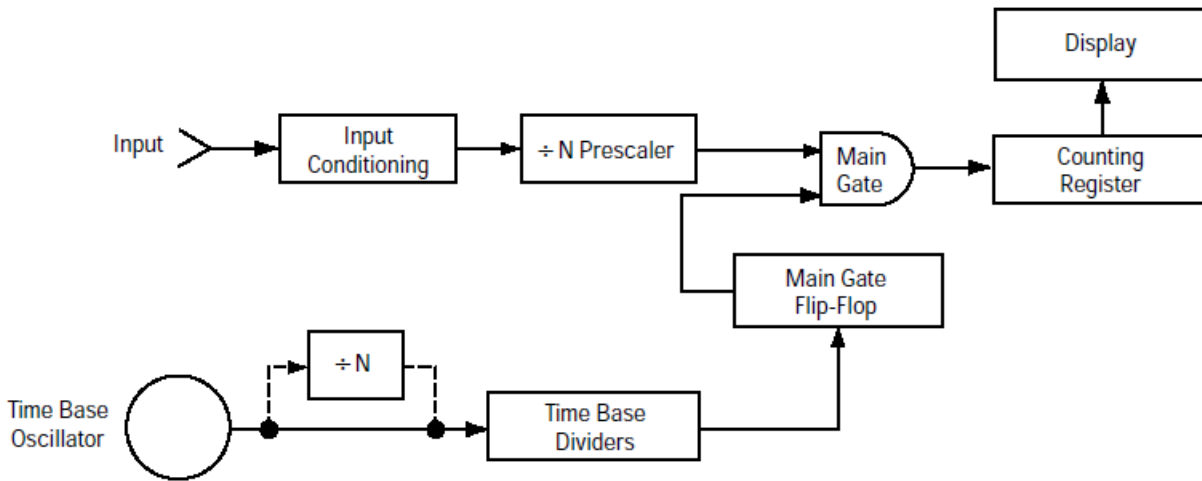 Display
Input
Input
Conditioning
÷ N Prescaler
Main
Gate
Counting
Register
Main Gate
Flip-Flop
÷ N
Time Base
Oscillator
Time Base
Dividers